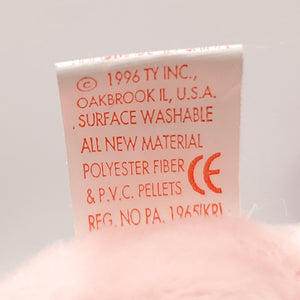 © 1996 TY INC.,
OAKBROOK IL, U.S.A.
SURFACE WASHABLE
ALL NEW MATERIAL
POLYESTER FIBER
& P.V.C. PELLETS CE
REG. NO PA. 1965(KR)